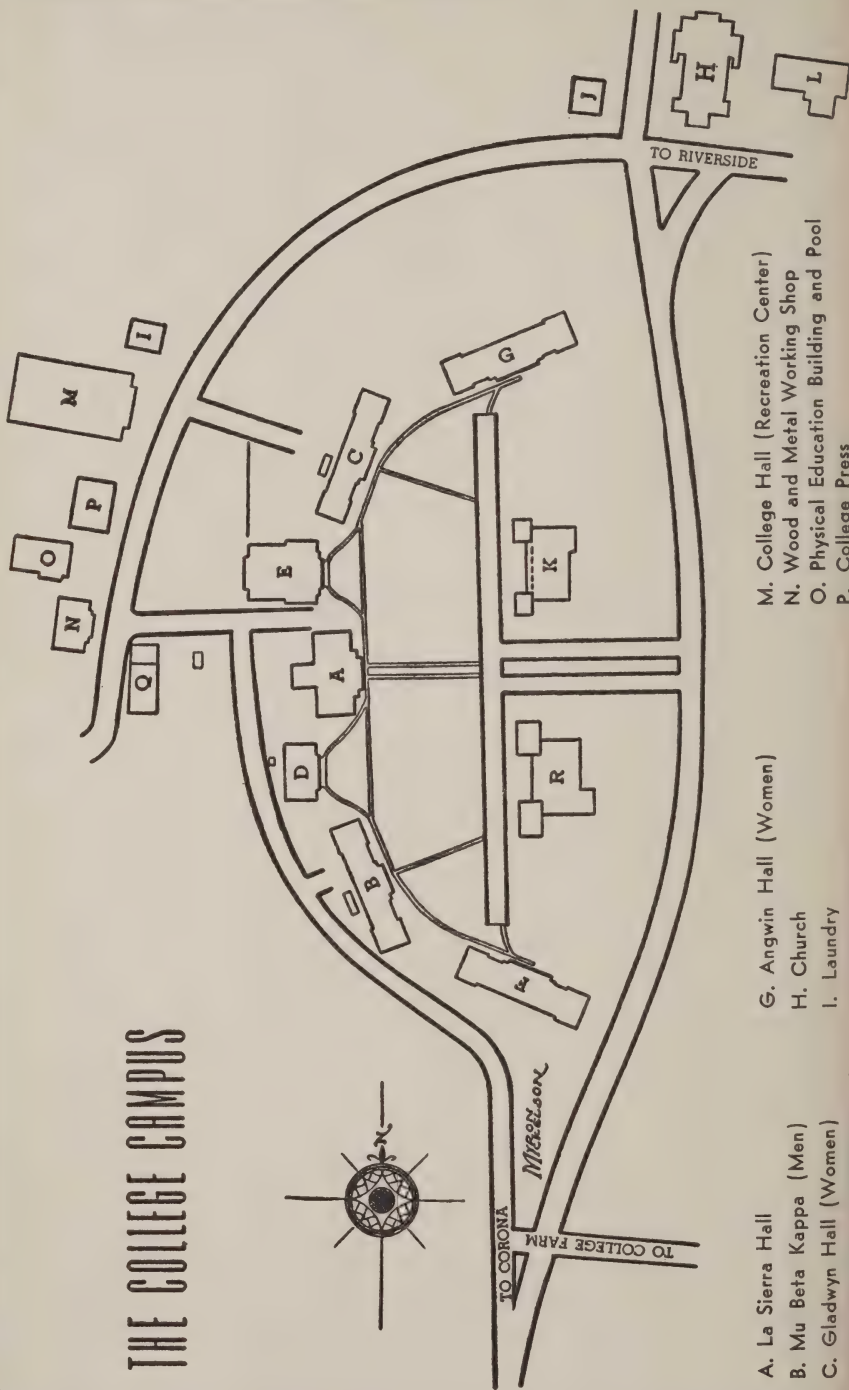 THE COLLEGE CAMPUS
N
M
I
J
H
L
O
P
N
Q
C
G
E
A
D
B
F
K
R
TO RIVERSIDE
TO CORONA
TO COLLEGE FARM
A. La Sierra Hall
B. Mu Beta Kappa (Men)
C. Gladwyn Hall (Women)
G. Angwin Hall (Women)
H. Church
I. Laundry
M. College Hall (Recreation Center)
N. Wood and Metal Working Shop
O. Physical Education Building and Pool
P. College Press